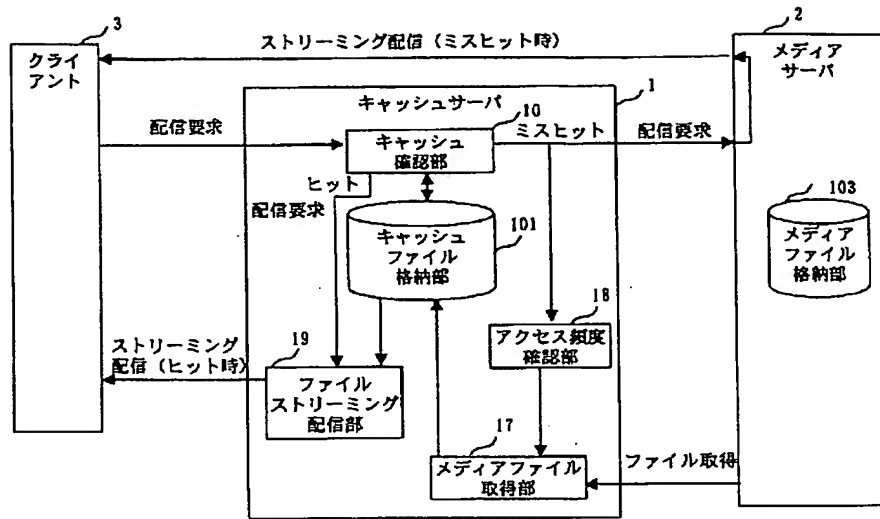 3
2
ストリーミング配信（ミスヒット時）
クライ
アント
メディア
サーバ
1
キャッシュサーバ
10
配信要求
キャッシュ
確認部
ミスヒット
配信要求
ヒット
配信要求
キャッシュ
ファイル
格納部
101
103
メディア
ファイル
格納部
18
アクセス頻度
確認部
ストリーミング
配信（ヒット時）
19
ファイル
ストリーミング
配信部
17
メディアファイル
取得部
ファイル取得